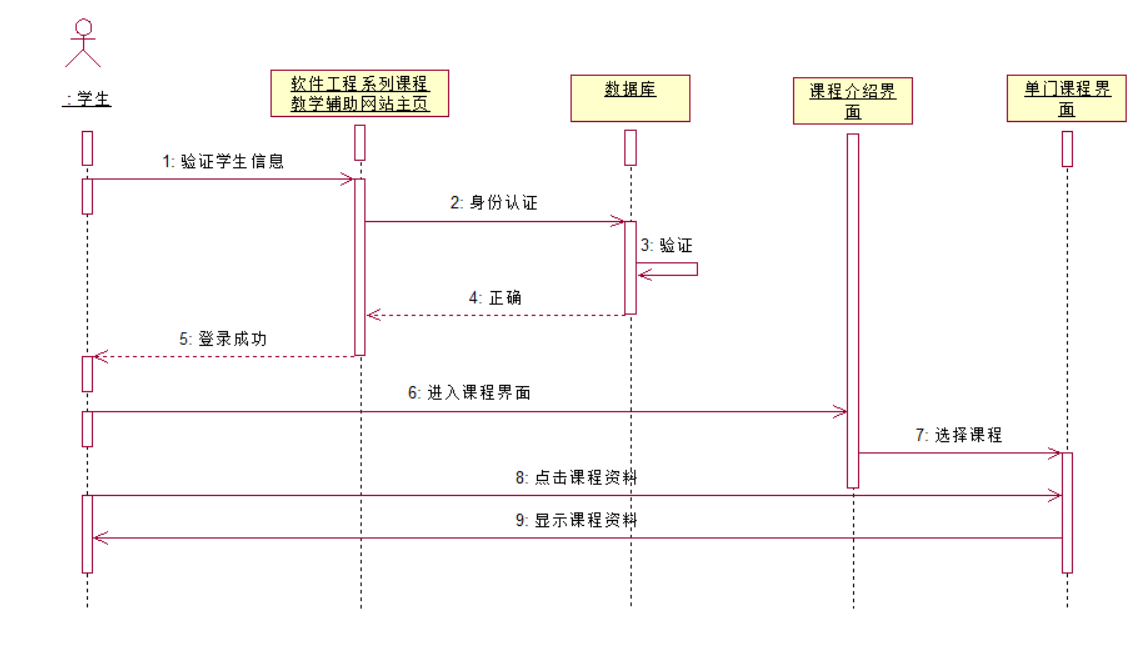 : 学生
软件工程系列课程
教学辅助网站主页
数据库
课程介绍界
面
单门课程界
面
1: 验证学生信息
2: 身份认证
3: 验证
4: 正确
5: 登录成功
6: 进入课程界面
7: 选择课程
8: 点击课程资料
9: 显示课程资料